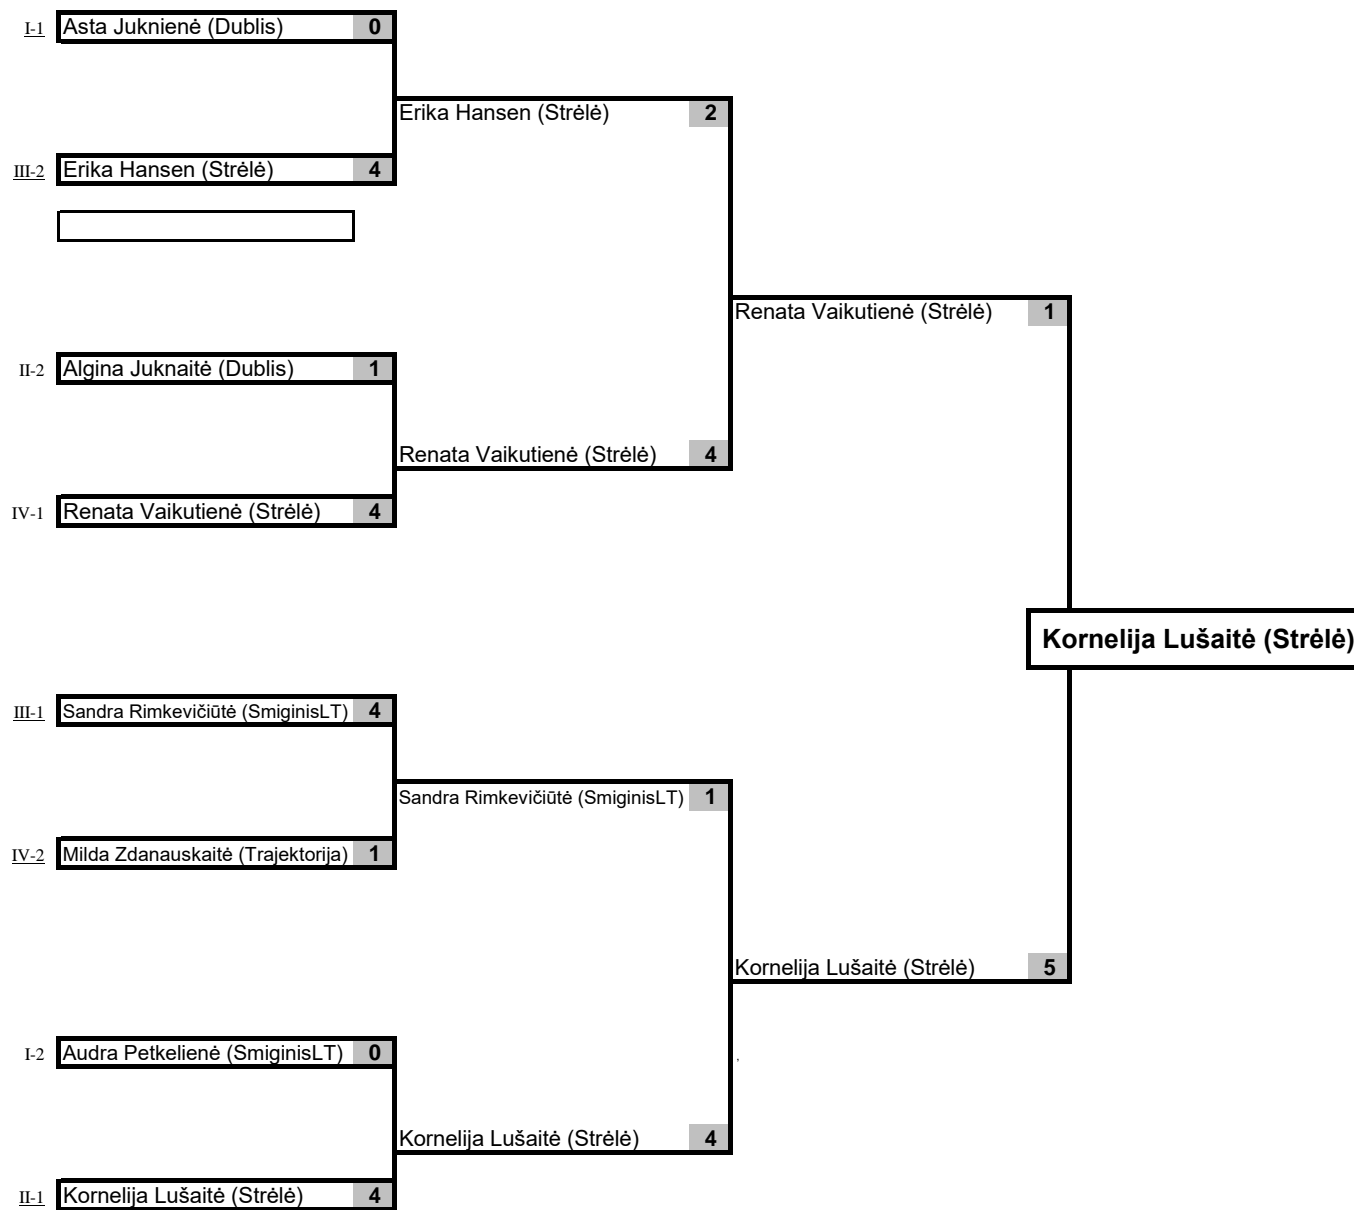 I-1 Asta Juknienė (Dublis) 0
Erika Hansen (Strėlė) 2
III-2 Erika Hansen (Strėlė) 4
Renata Vaikutienė (Strėlė) 1
II-2 Algina Juknaitė (Dublis) 1
Renata Vaikutienė (Strėlė) 4
IV-1 Renata Vaikutienė (Strėlė) 4
Kornelija Lušaitė (Strėlė)
III-1 Sandra Rimkevičiūtė (SmiginisLT) 4
Sandra Rimkevičiūtė (SmiginisLT) 1
IV-2 Milda Zdanauskaitė (Trajektorija) 1
Kornelija Lušaitė (Strėlė) 5
I-2 Audra Petkelienė (SmiginisLT) 0 ,
Kornelija Lušaitė (Strėlė) 4
II-1 Kornelija Lušaitė (Strėlė) 4